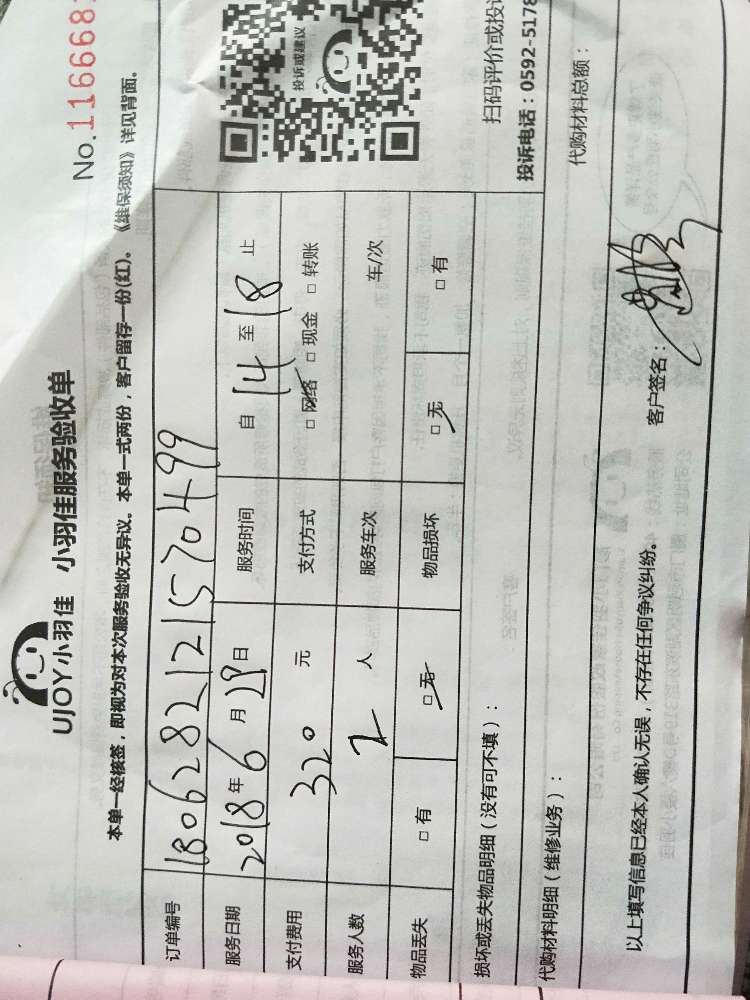 No.116668
UJOY小羽佳 小羽佳服务验收单
本单一经核签，即视为对本次服务验收无异议。本单一式两份，客户留存一份(红)。《维保须知》详见背面。
订单编号 1806282121570499
服务日期 2018年6月29日 服务时间 自 14 至 18 止
支付费用 320 元 支付方式 □网络 □现金 □转账
服务人数 2 人 服务车次 车/次
物品丢失 □有 □无 物品损坏 □无 □有
损坏或丢失物品明细（没有可不填）：
代购材料明细（维修业务）：
代购材料总额：
投诉或建议
扫码评价或投
投诉电话：0592-5178
以上填写信息已经本人确认无误，不存在任何争议纠纷。
客户签名：